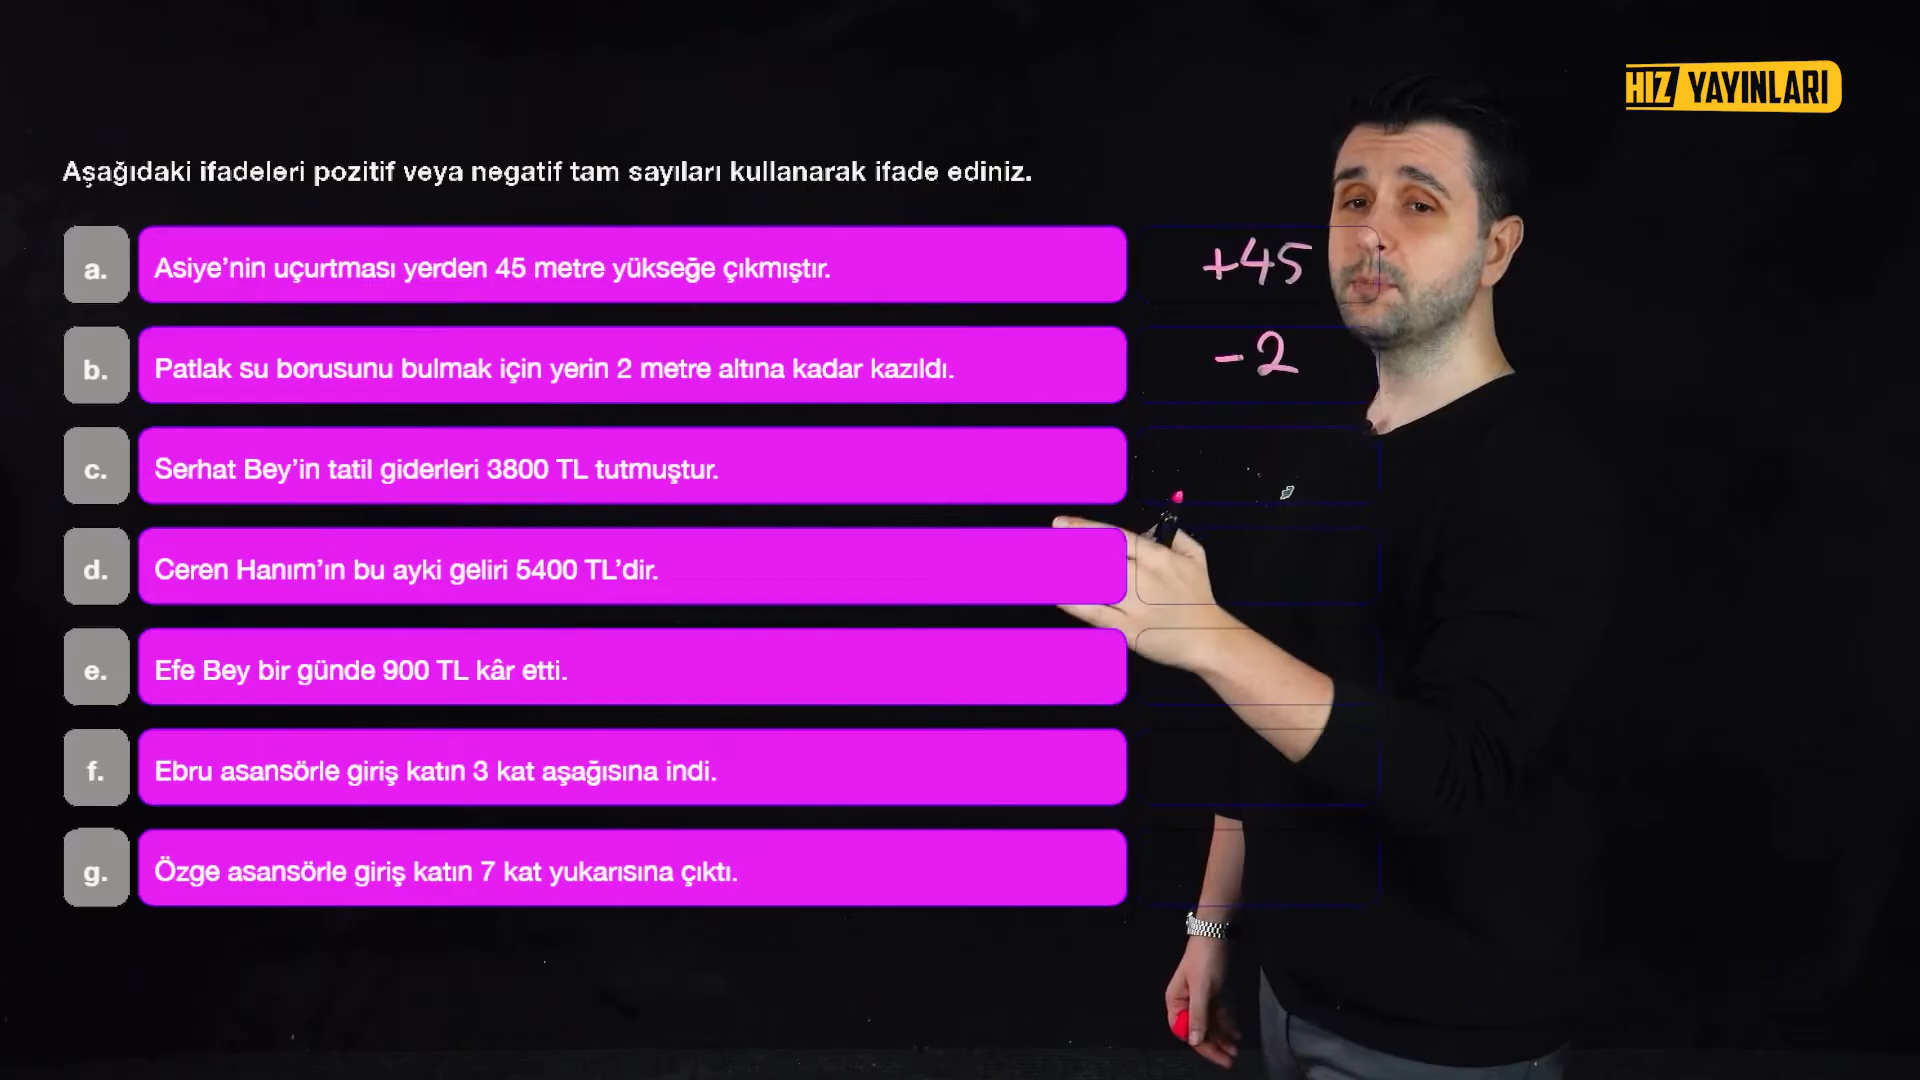 HIZ YAYINLARI
Aşağıdaki ifadeleri pozitif veya negatif tam sayıları kullanarak ifade ediniz.
a. Asiye’nin uçurtması yerden 45 metre yükseğe çıkmıştır. +45
b. Patlak su borusunu bulmak için yerin 2 metre altına kadar kazıldı. -2
c. Serhat Bey’in tatil giderleri 3800 TL tutmuştur.
d. Ceren Hanım’ın bu ayki geliri 5400 TL’dir.
e. Efe Bey bir günde 900 TL kâr etti.
f. Ebru asansörle giriş katın 3 kat aşağısına indi.
g. Özge asansörle giriş katın 7 kat yukarısına çıktı.